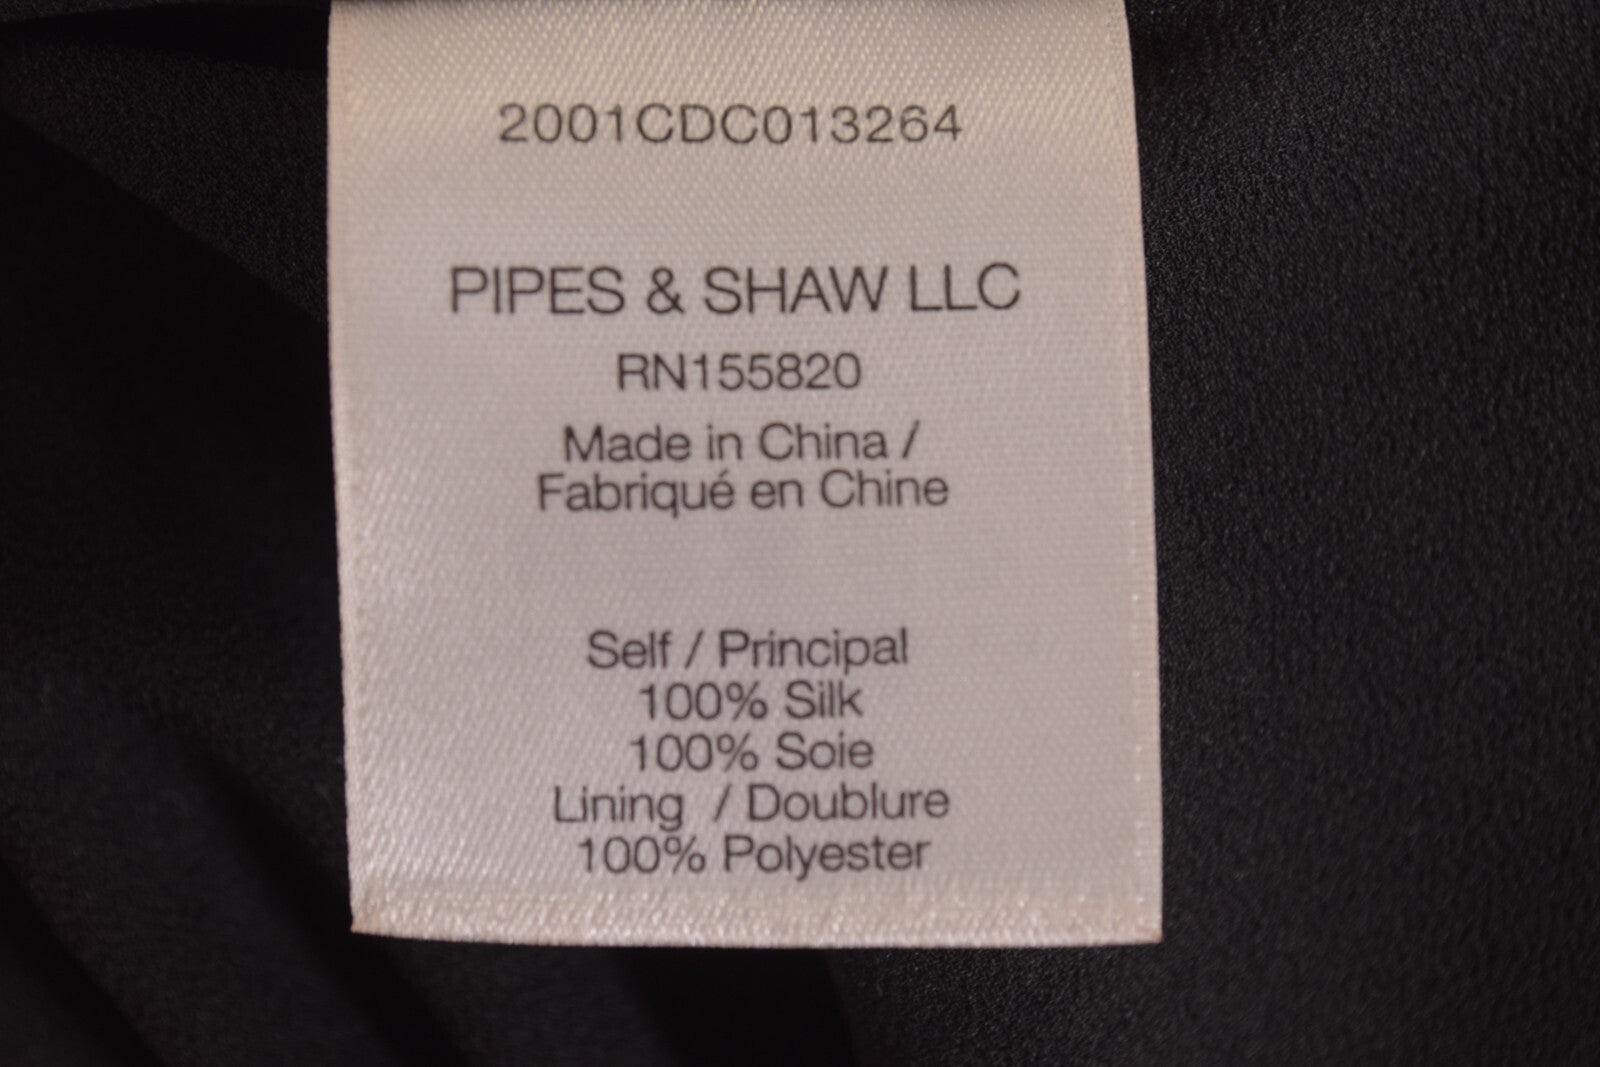 2001CDC013264
PIPES & SHAW LLC
RN155820
Made in China /
Fabriqué en Chine
Self / Principal
100% Silk
100% Soie
Lining / Doublure
100% Polyester